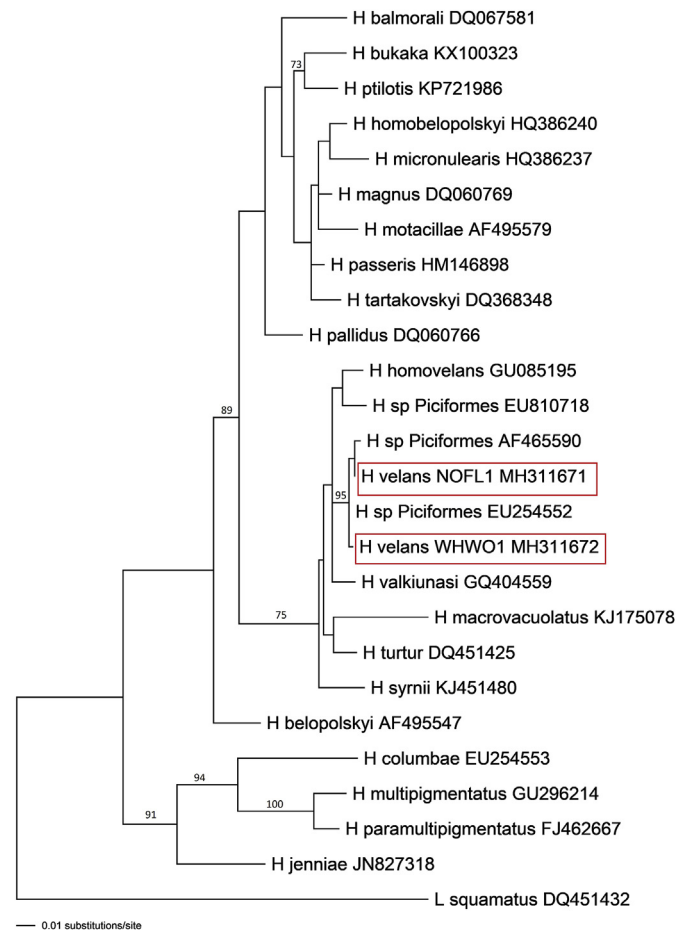 H balmorali DQ067581
H bukaka KX100323
73
H ptilotis KP721986
H homobelopolskyi HQ386240
H micronulearis HQ386237
H magnus DQ060769
H motacillae AF495579
H passeris HM146898
H tartakovskyi DQ368348
H pallidus DQ060766
H homovelans GU085195
H sp Piciformes EU810718
89
H sp Piciformes AF465590
H velans NOFL1 MH311671
95
H sp Piciformes EU254552
H velans WHWO1 MH311672
H valkiunasi GQ404559
75
H macrovacuolatus KJ175078
H turtur DQ451425
H syrnii KJ451480
H belopolskyi AF495547
H columbae EU254553
94
H multipigmentatus GU296214
100
91
H paramultipigmentatus FJ462667
H jenniae JN827318
L squamatus DQ451432
0.01 substitutions/site